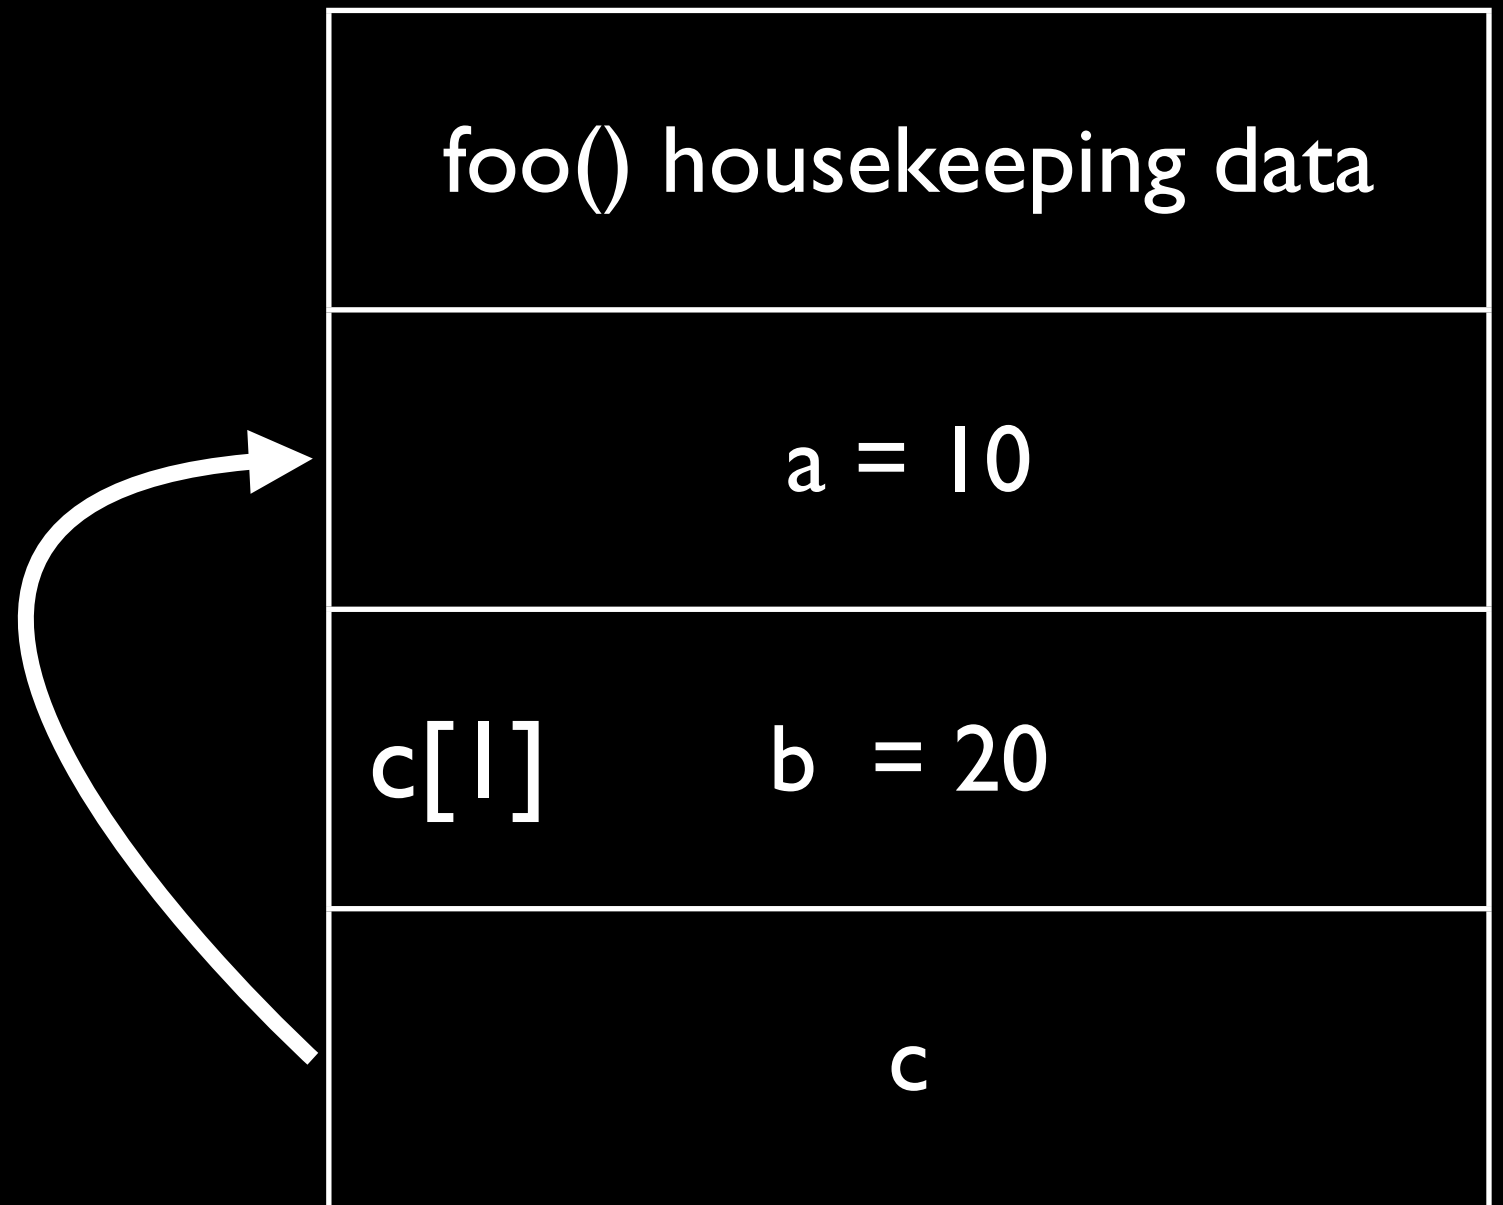 foo() housekeeping data
a = 10
c[1] b = 20
c